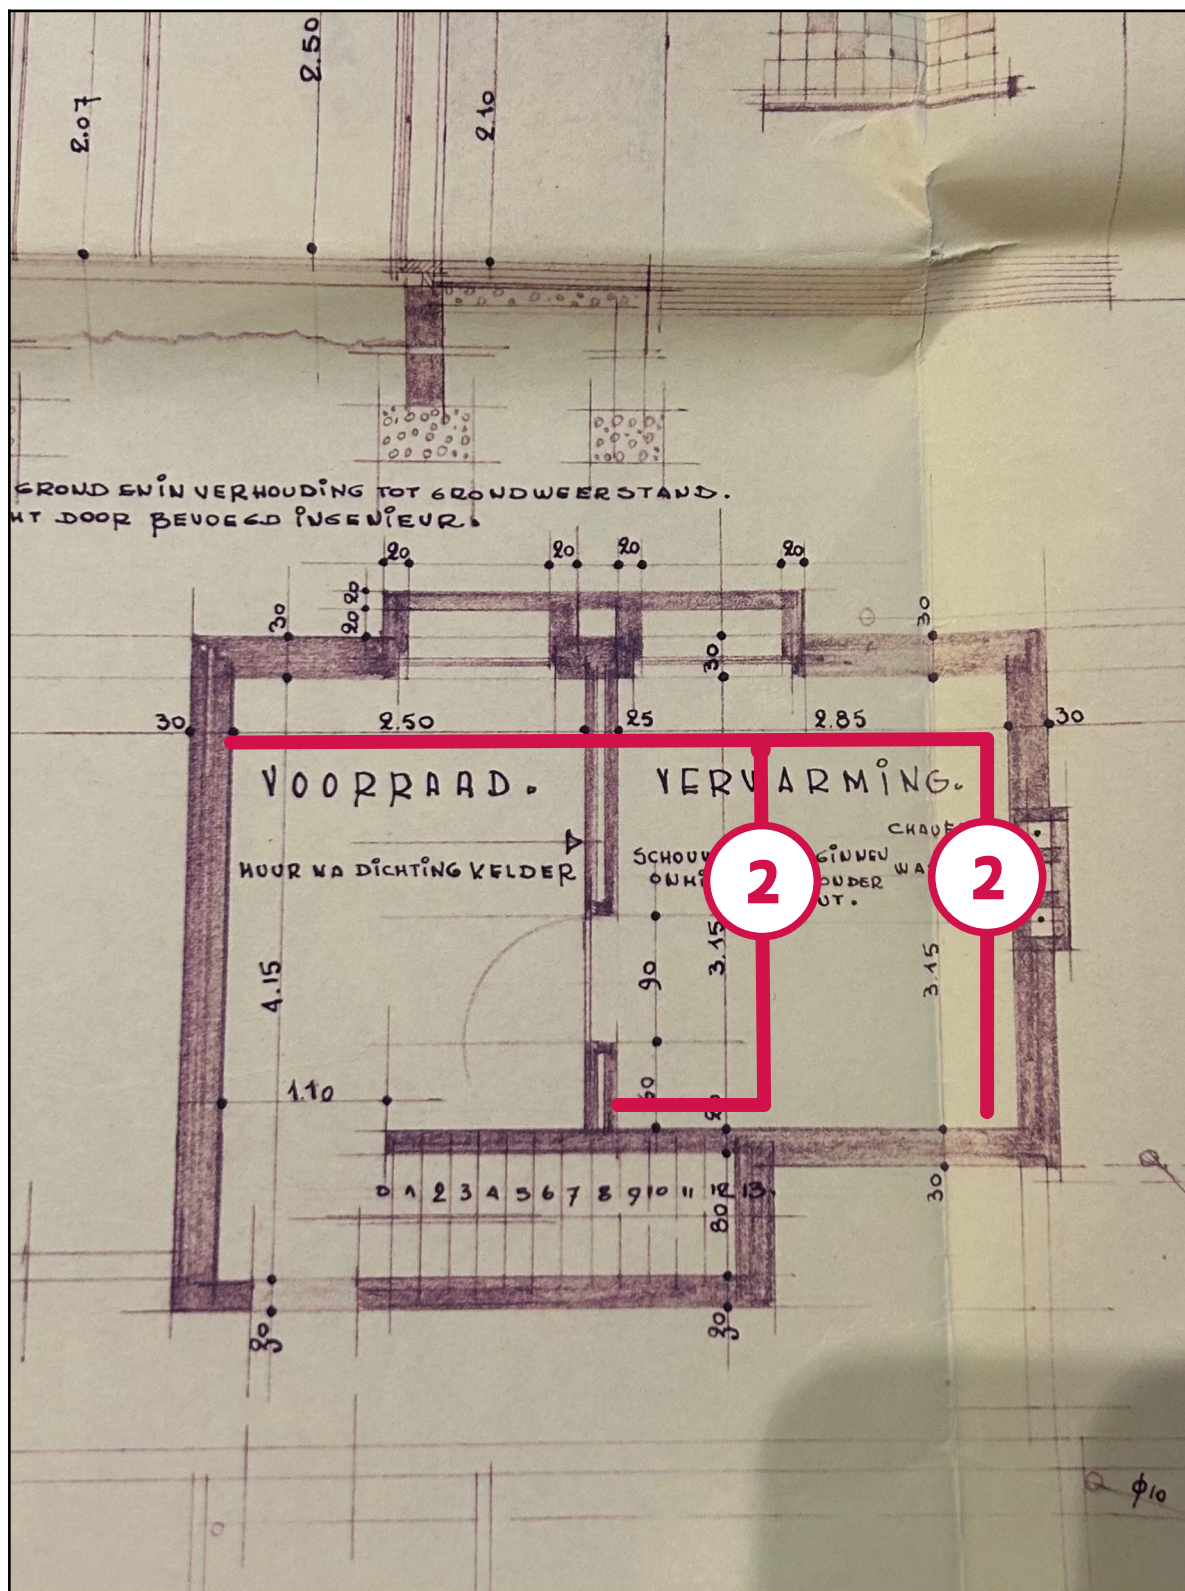 2.07
2.50
2.10
GROND EN IN VERHOUDING TOT GRONDWEERSTAND.
HT DOOR BEVOEGD INGENIEUR.
20 20 20 20
20
20
30 30 30
30 2.50 25 2.85 30
VOORRAAD. VERVARMING.
MUUR NA DICHTING KELDER
2 2
4.15 90 3.15 3.15
1.10 60
0 1 2 3 4 5 6 7 8 9 10 11 12 13
80 30
30 30
φ10